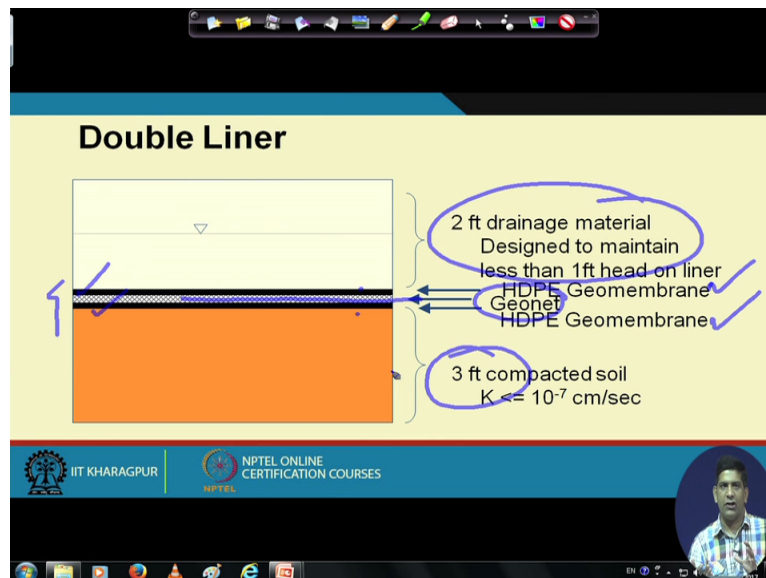 Double Liner
2 ft drainage material
Designed to maintain
less than 1ft head on liner
HDPE Geomembrane
Geonet
HDPE Geomembrane
3 ft compacted soil
K <= 10⁻⁷ cm/sec
IIT KHARAGPUR
NPTEL ONLINE
CERTIFICATION COURSES
NPTEL
EN